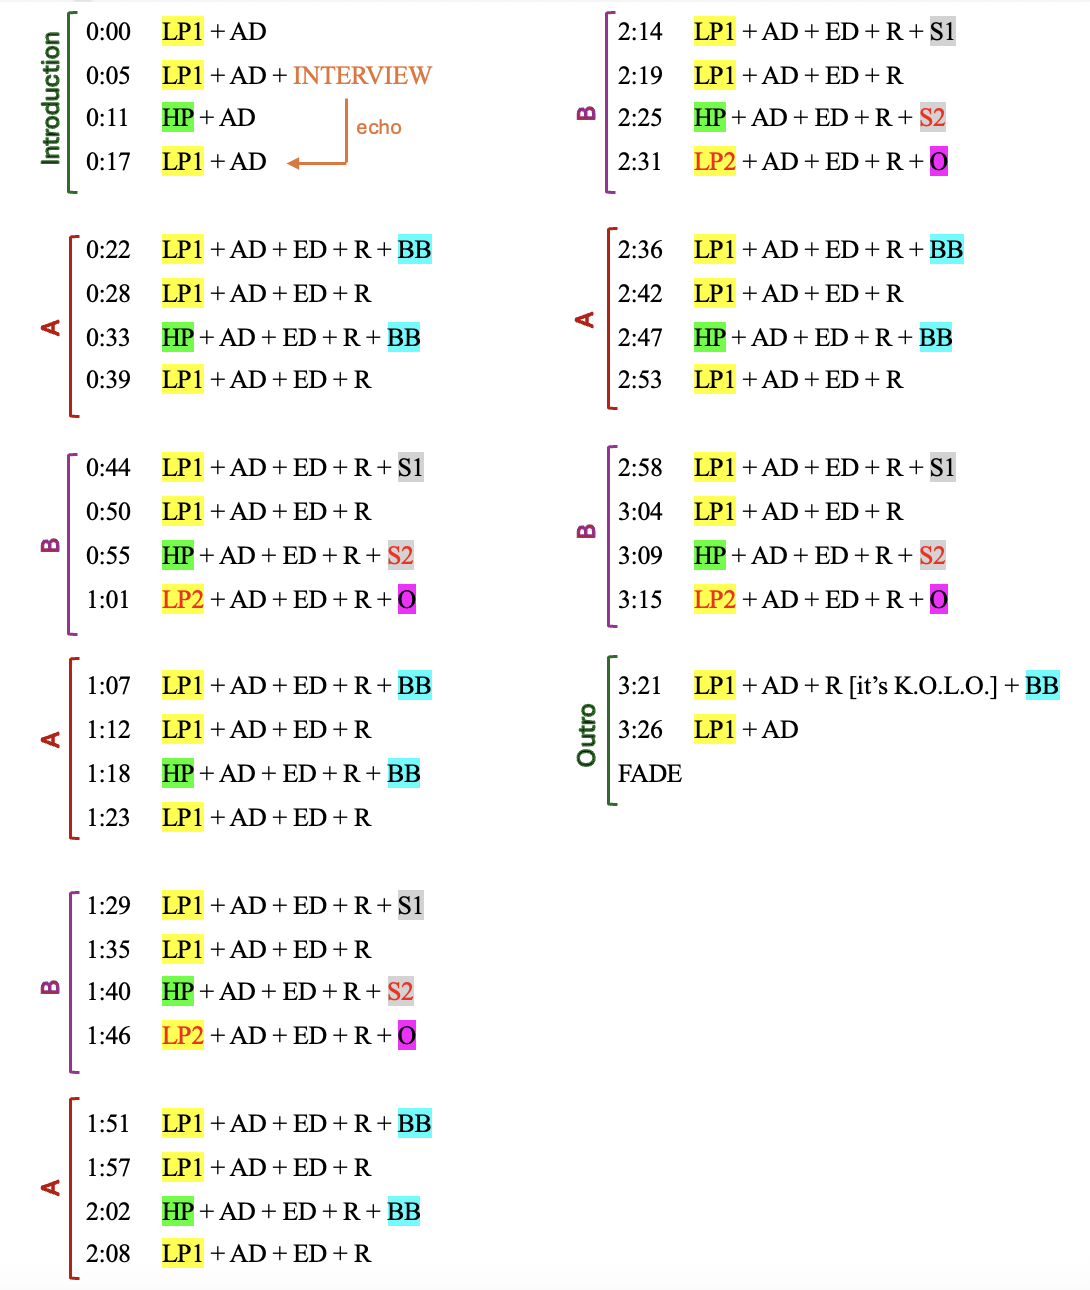 Introduction
0:00 LP1 + AD
0:05 LP1 + AD + INTERVIEW
0:11 HP + AD
echo
0:17 LP1 + AD
A
0:22 LP1 + AD + ED + R + BB
0:28 LP1 + AD + ED + R
0:33 HP + AD + ED + R + BB
0:39 LP1 + AD + ED + R
B
0:44 LP1 + AD + ED + R + S1
0:50 LP1 + AD + ED + R
0:55 HP + AD + ED + R + S2
1:01 LP2 + AD + ED + R + O
A
1:07 LP1 + AD + ED + R + BB
1:12 LP1 + AD + ED + R
1:18 HP + AD + ED + R + BB
1:23 LP1 + AD + ED + R
B
1:29 LP1 + AD + ED + R + S1
1:35 LP1 + AD + ED + R
1:40 HP + AD + ED + R + S2
1:46 LP2 + AD + ED + R + O
A
1:51 LP1 + AD + ED + R + BB
1:57 LP1 + AD + ED + R
2:02 HP + AD + ED + R + BB
2:08 LP1 + AD + ED + R
B
2:14 LP1 + AD + ED + R + S1
2:19 LP1 + AD + ED + R
2:25 HP + AD + ED + R + S2
2:31 LP2 + AD + ED + R + O
A
2:36 LP1 + AD + ED + R + BB
2:42 LP1 + AD + ED + R
2:47 HP + AD + ED + R + BB
2:53 LP1 + AD + ED + R
B
2:58 LP1 + AD + ED + R + S1
3:04 LP1 + AD + ED + R
3:09 HP + AD + ED + R + S2
3:15 LP2 + AD + ED + R + O
Outro
3:21 LP1 + AD + R [it’s K.O.L.O.] + BB
3:26 LP1 + AD
FADE